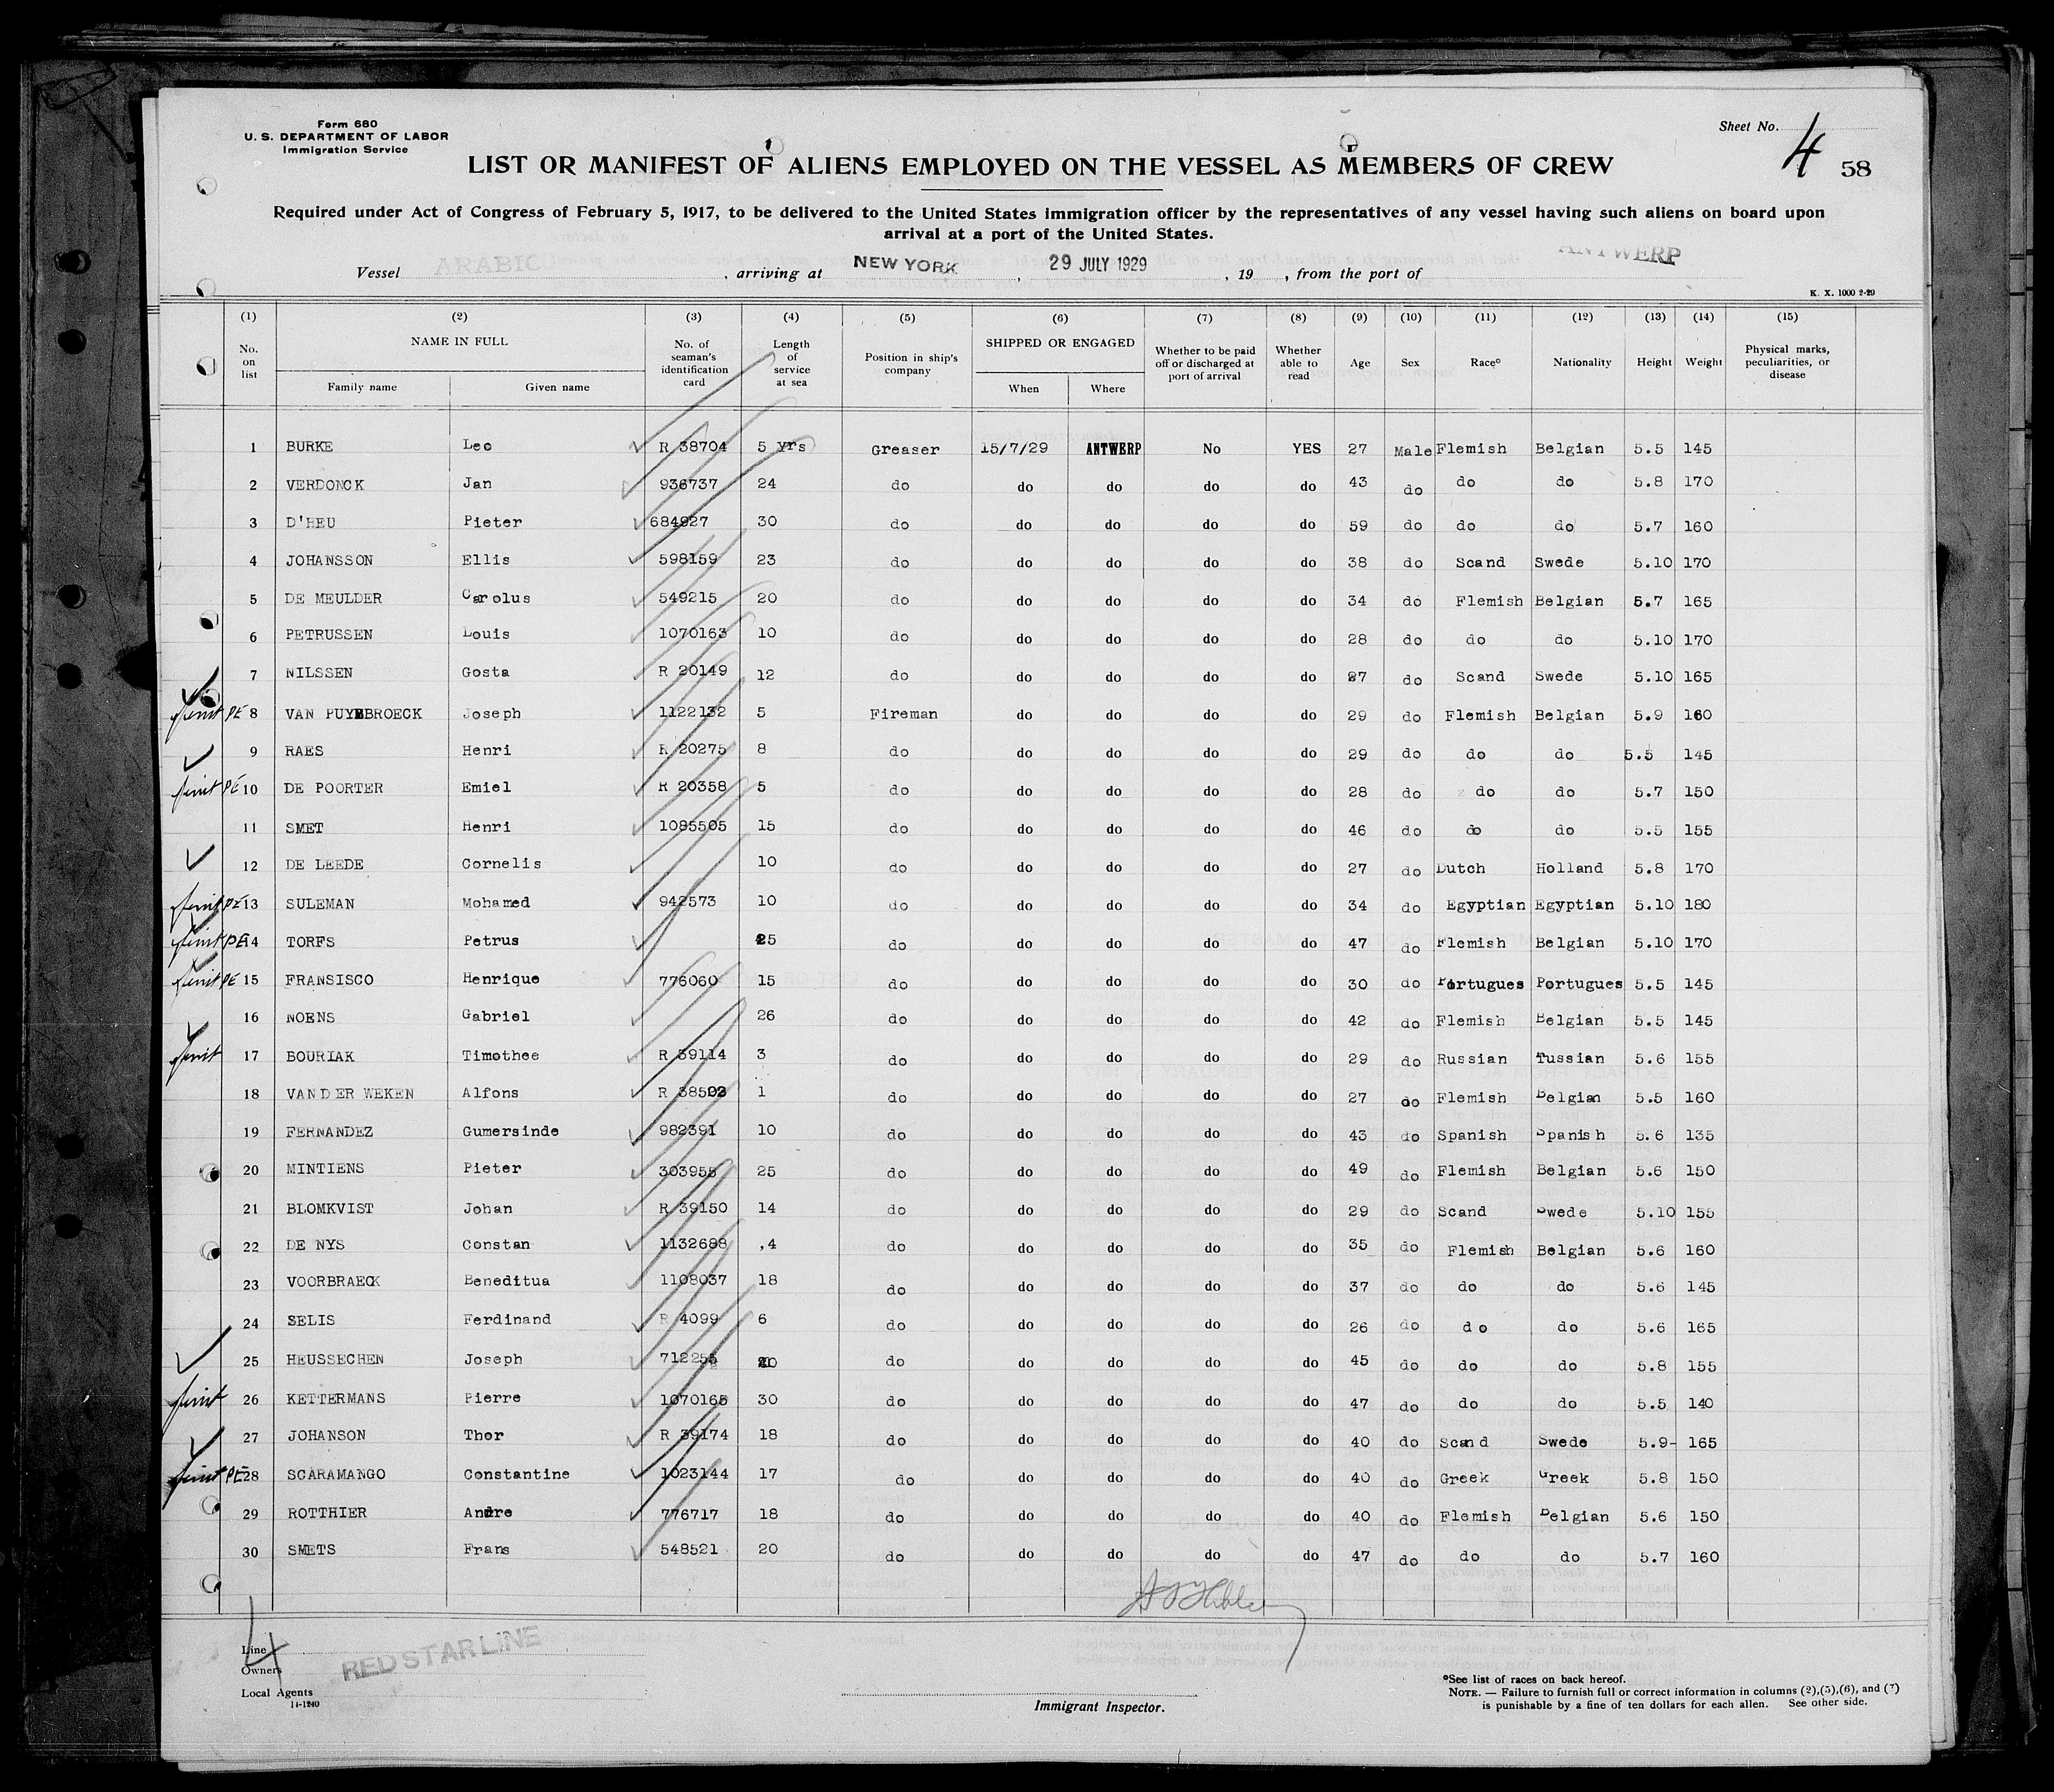 Form 680
U. S. DEPARTMENT OF LABOR
Immigration Service
Sheet No. 4
58
LIST OR MANIFEST OF ALIENS EMPLOYED ON THE VESSEL AS MEMBERS OF CREW
Required under Act of Congress of February 5, 1917, to be delivered to the United States immigration officer by the representatives of any vessel having such aliens on board upon
arrival at a port of the United States.
Vessel ARABIC, arriving at NEW YORK, 29 JULY 1929, 19 , from the port of ANTWERP
K. X. 1000 2-29
(1) (2) (3) (4) (5) (6) (7) (8) (9) (10) (11) (12) (13) (14) (15)
No. on list NAME IN FULL Family name Given name No. of seaman's identification card Length of service at sea Position in ship's company SHIPPED OR ENGAGED When Where Whether to be paid off or discharged at port of arrival Whether able to read Age Sex Race° Nationality Height Weight Physical marks, peculiarities, or disease
1 BURKE Leo R 38704 5 yrs Greaser 15/7/29 ANTWERP No YES 27 Male Flemish Belgian 5.5 145
2 VERDONCK Jan 936737 24 do do do do do 43 do do do 5.8 170
3 D'HEU Pieter 684927 30 do do do do do 59 do do do 5.7 160
4 JOHANSSON Ellis 598159 23 do do do do do 38 do Scand Swede 5.10 170
5 DE MEULDER Carolus 549215 20 do do do do do 34 do Flemish Belgian 5.7 165
6 PETRUSSEN Louis 1070163 10 do do do do do 28 do do do 5.10 170
7 NILSSEN Gosta R 20149 12 do do do do do 27 do Scand Swede 5.10 165
PE 8 VAN PUYEBROECK Joseph 1122132 5 Fireman do do do do 29 do Flemish Belgian 5.9 160
9 RAES Henri R 20275 8 do do do do do 29 do do do 5.5 145
PE 10 DE POORTER Emiel R 20358 5 do do do do do 28 do do do 5.7 150
11 SMET Henri 1085505 15 do do do do do 46 do do do 5.5 155
12 DE LEEDE Cornelis 10 do do do do do 27 do Dutch Holland 5.8 170
PE 13 SULEMAN Mohamed 942573 10 do do do do do 34 do Egyptian Egyptian 5.10 180
PE 14 TORFS Petrus 25 do do do do do 47 do Flemish Belgian 5.10 170
PE 15 FRANSISCO Henrique 776060 15 do do do do do 30 do Portugues Portugues 5.5 145
16 NOENS Gabriel 26 do do do do do 42 do Flemish Belgian 5.5 145
17 BOURIAK Timothee R 39114 3 do do do do do 29 do Russian Tussian 5.6 155
18 VANDER WEKEN Alfons R 38502 1 do do do do do 27 do Flemish Belgian 5.5 160
19 FERNANDEZ Gumersinde 982391 10 do do do do do 43 do Spanish Spanish 5.6 135
20 MINTIENS Pieter 303955 25 do do do do do 49 do Flemish Belgian 5.6 150
21 BLOMKVIST Johan R 39150 14 do do do do do 29 do Scand Swede 5.10 155
22 DE NYS Constan 1132688 ,4 do do do do do 35 do Flemish Belgian 5.6 160
23 VOORBRAECK Beneditua 1108037 18 do do do do do 37 do do do 5.6 145
24 SELIS Ferdinand R 4099 6 do do do do do 26 do do do 5.6 165
25 HEUSSECHEN Joseph 712255 20 do do do do do 45 do do do 5.8 155
26 KETTERMANS Pierre 1070165 30 do do do do do 47 do do do 5.5 140
27 JOHANSON Thor R 39174 18 do do do do do 40 do Scand Swede 5.9- 165
PE 28 SCARAMANGO Constantine 1023144 17 do do do do do 40 do Greek Greek 5.8 150
29 ROTTHIER Andre 776717 18 do do do do do 40 do Flemish Belgian 5.6 150
30 SMETS Frans 548521 20 do do do do do 47 do do do 5.7 160
4
Line
Owners RED STAR LINE
Local Agents
14-1240
Immigrant Inspector.
°See list of races on back hereof.
NOTE. — Failure to furnish full or correct information in columns (2),(5),(6), and (7)
is punishable by a fine of ten dollars for each allen. See other side.